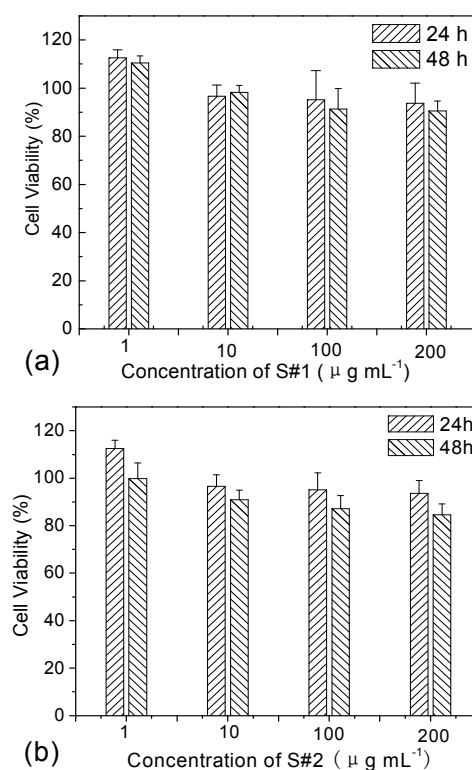 24 h
48 h
120
100
80
60
40
20
0
Cell Viability (%)
1 10 100 200
(a)
Concentration of S#1 ( μ g mL-1)
24h
48h
120
100
80
60
40
20
0
Cell Viability (%)
1 10 100 200
(b)
Concentration of S#2 ( μ g mL-1)